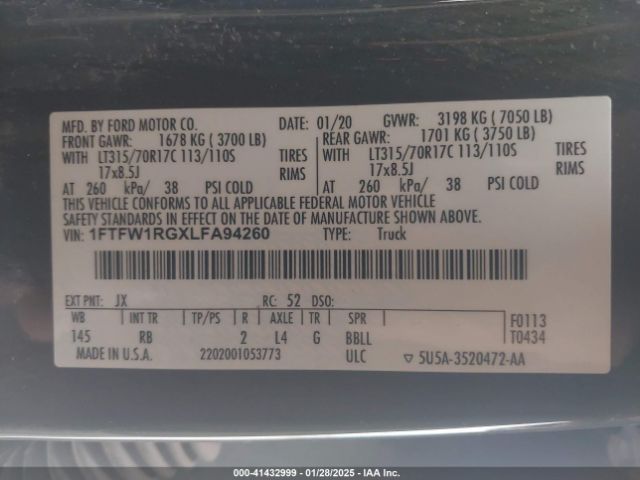 MFD. BY FORD MOTOR CO. DATE: 01/20 GVWR: 3198 KG ( 7050 LB)
FRONT GAWR: 1678 KG ( 3700 LB) REAR GAWR: 1701 KG ( 3750 LB)
WITH LT315/70R17C 113/110S TIRES WITH LT315/70R17C 113/110S TIRES
17x8.5J RIMS 17x8.5J RIMS
AT 260 kPa/ 38 PSI COLD AT 260 kPa/ 38 PSI COLD
THIS VEHICLE CONFORMS TO ALL APPLICABLE FEDERAL MOTOR VEHICLE
SAFETY STANDARDS IN EFFECT ON THE DATE OF MANUFACTURE SHOWN ABOVE.
VIN: 1FTFW1RGXLFA94260 TYPE: Truck
EXT PNT: JX RC: 52 DSO:
WB INT TR TP/PS R AXLE TR SPR F0113
145 RB 2 L4 G BBLL T0434
MADE IN U.S.A. 2202001053773 ULC ▽ 5U5A-3520472-AA
000-41432999 | 01/28/2025 - IAA Inc.